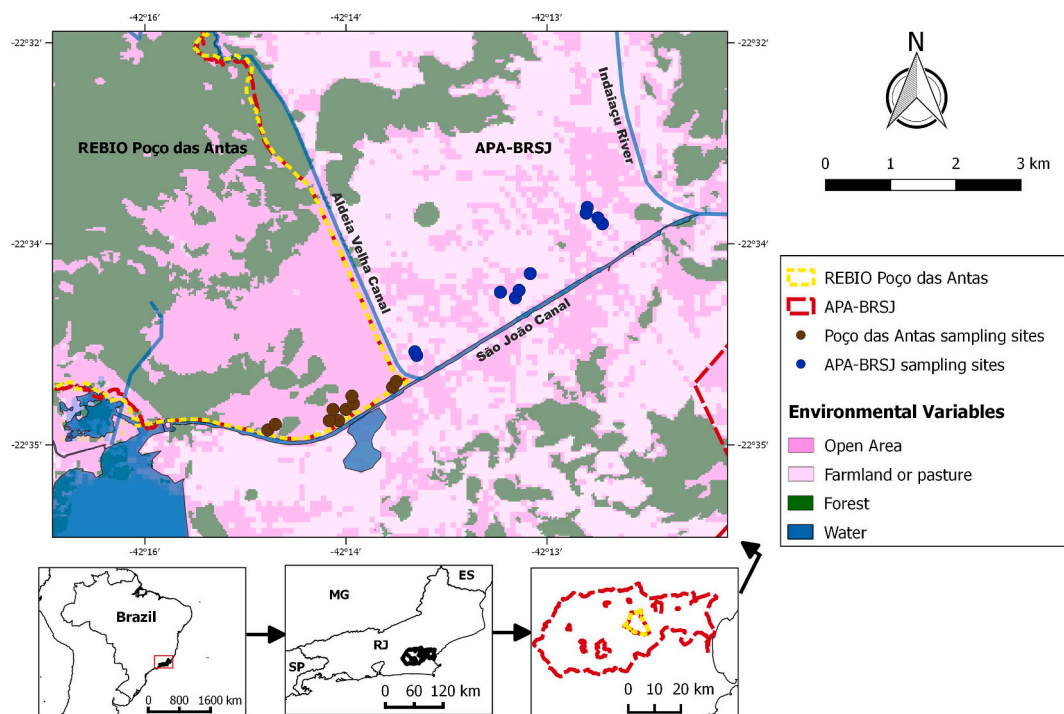 -42°16' -42°14' -42°13'
-22°32' -22°32'
N
Indaiaçu River
REBIO Poço das Antas APA-BRSJ
0 1 2 3 km
Aldeia Velha Canal
-22°34' -22°34'
São João Canal
REBIO Poço das Antas
APA-BRSJ
Poço das Antas sampling sites
APA-BRSJ sampling sites
Environmental Variables
Open Area
Farmland or pasture
Forest
Water
-22°35' -22°35'
-42°16' -42°14' -42°13'
Brazil
0 800 1600 km
ES
MG
RJ
SP
0 60 120 km
0 10 20 km